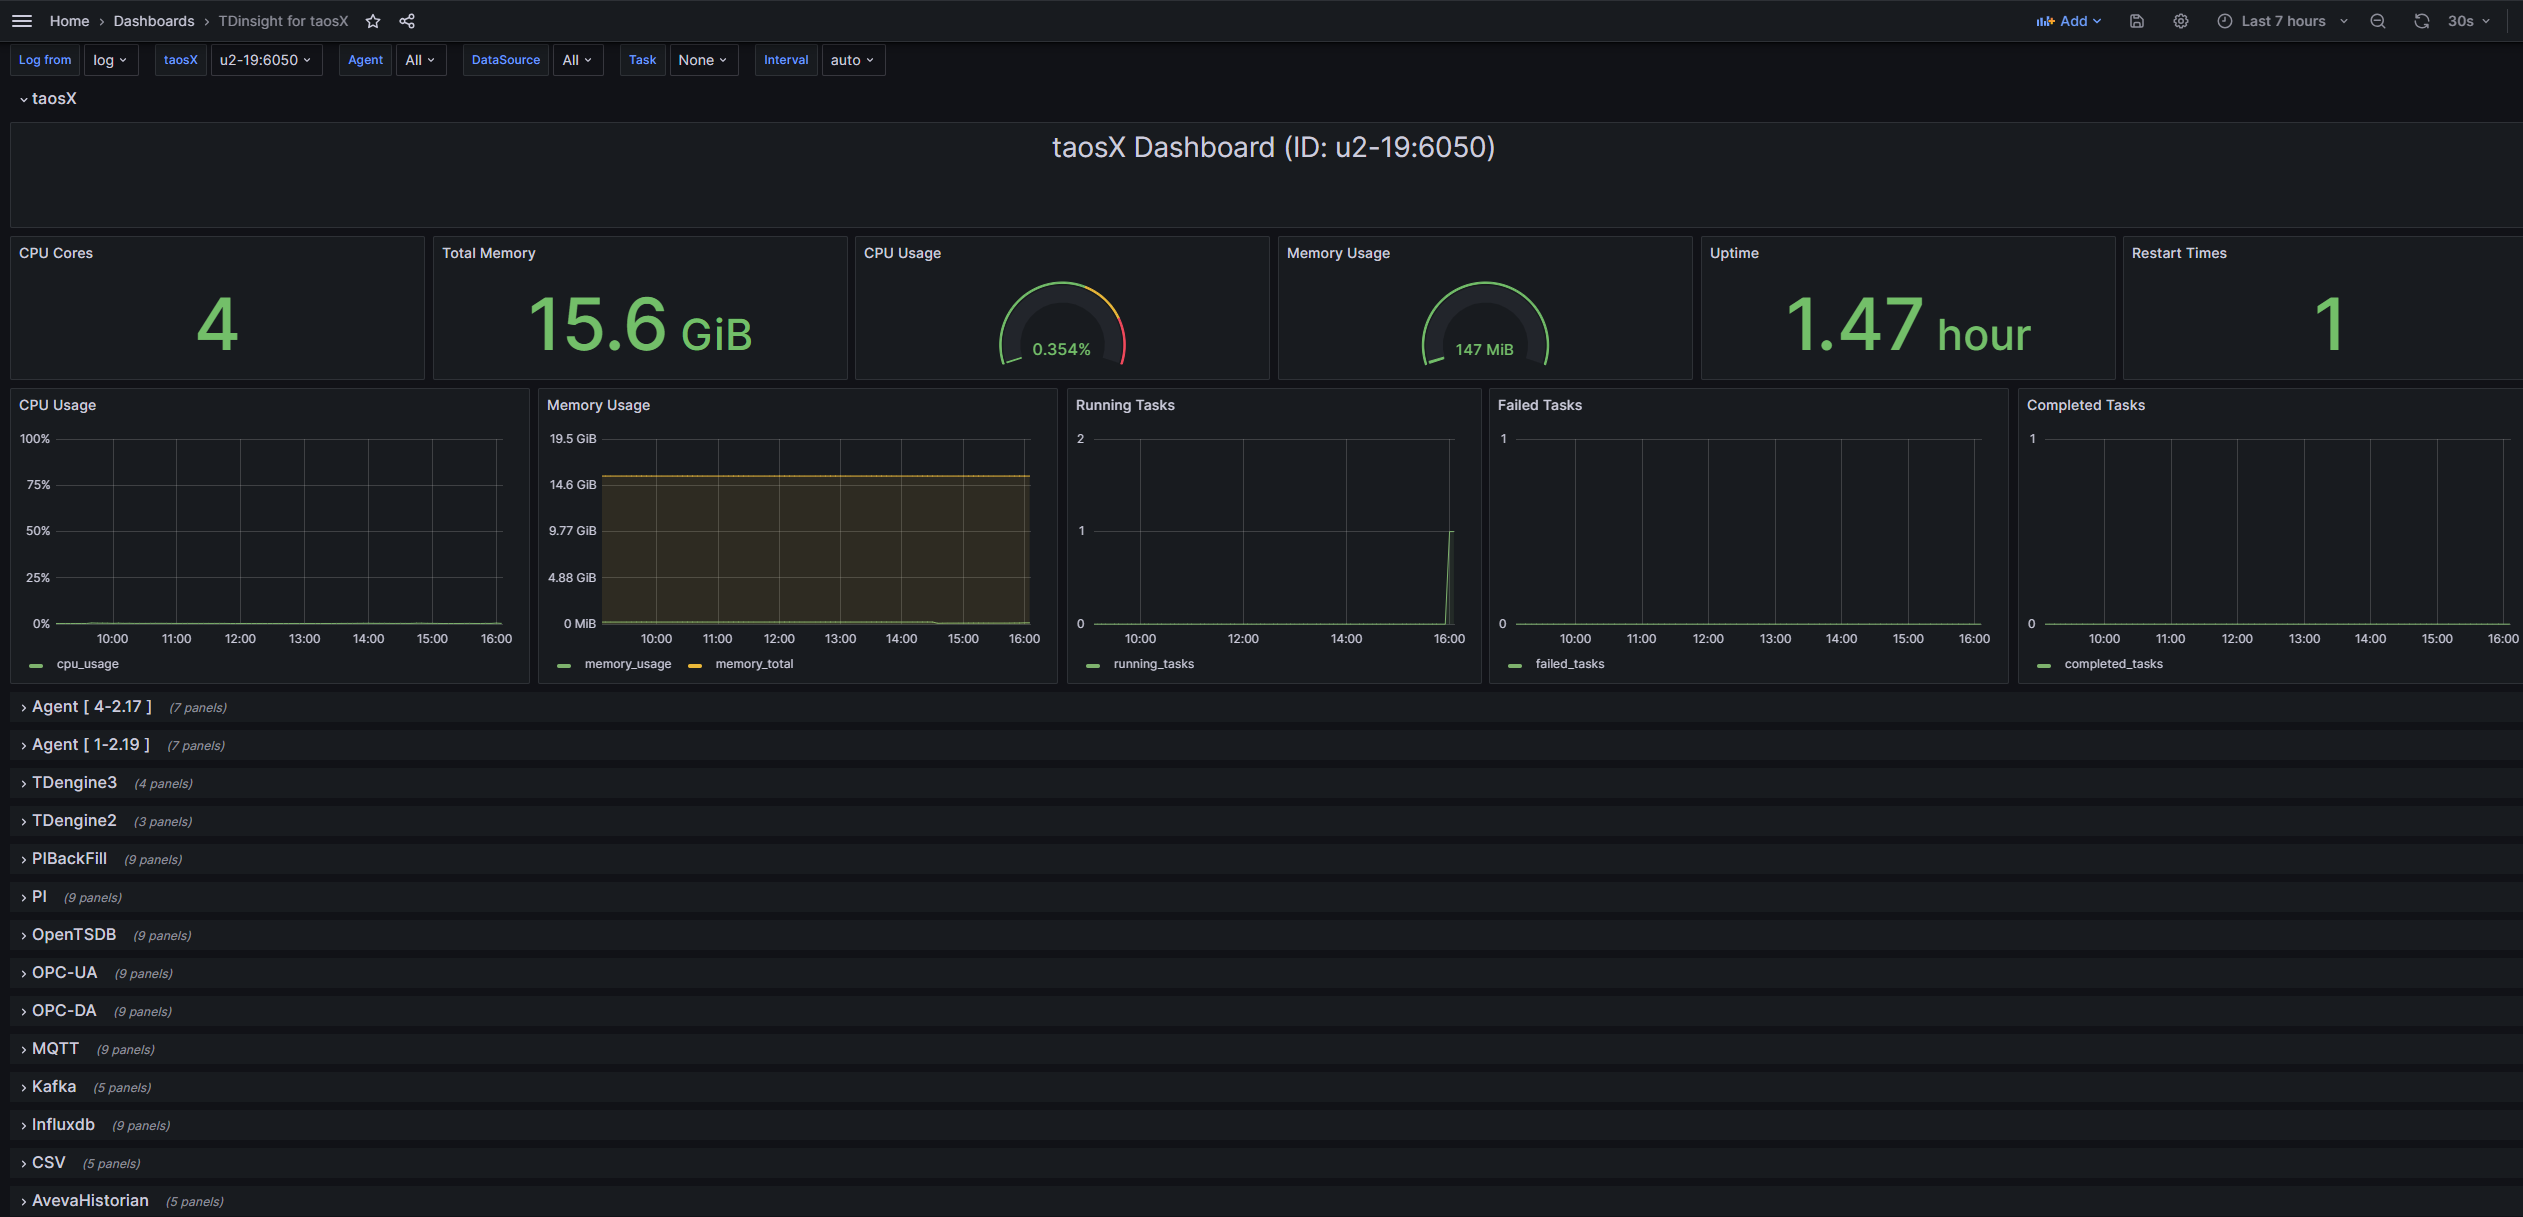 Home › Dashboards › TDinsight for taosX Add Last 7 hours 30s
Log from log taosX u2-19:6050 Agent All DataSource All Task None Interval auto
taosX
taosX Dashboard (ID: u2-19:6050)
CPU Cores
4
Total Memory
15.6 GiB
CPU Usage
0.354%
Memory Usage
147 MiB
Uptime
1.47 hour
Restart Times
1
CPU Usage
100%
75%
50%
25%
0%
10:00 11:00 12:00 13:00 14:00 15:00 16:00
cpu_usage
Memory Usage
19.5 GiB
14.6 GiB
9.77 GiB
4.88 GiB
0 MiB
10:00 11:00 12:00 13:00 14:00 15:00 16:00
memory_usage memory_total
Running Tasks
2
1
0
10:00 12:00 14:00 16:00
running_tasks
Failed Tasks
1
0
10:00 11:00 12:00 13:00 14:00 15:00 16:00
failed_tasks
Completed Tasks
1
0
10:00 11:00 12:00 13:00 14:00 15:00 16:00
completed_tasks
Agent [ 4-2.17 ] (7 panels)
Agent [ 1-2.19 ] (7 panels)
TDengine3 (4 panels)
TDengine2 (3 panels)
PIBackFill (9 panels)
PI (9 panels)
OpenTSDB (9 panels)
OPC-UA (9 panels)
OPC-DA (9 panels)
MQTT (9 panels)
Kafka (5 panels)
Influxdb (9 panels)
CSV (5 panels)
AvevaHistorian (5 panels)